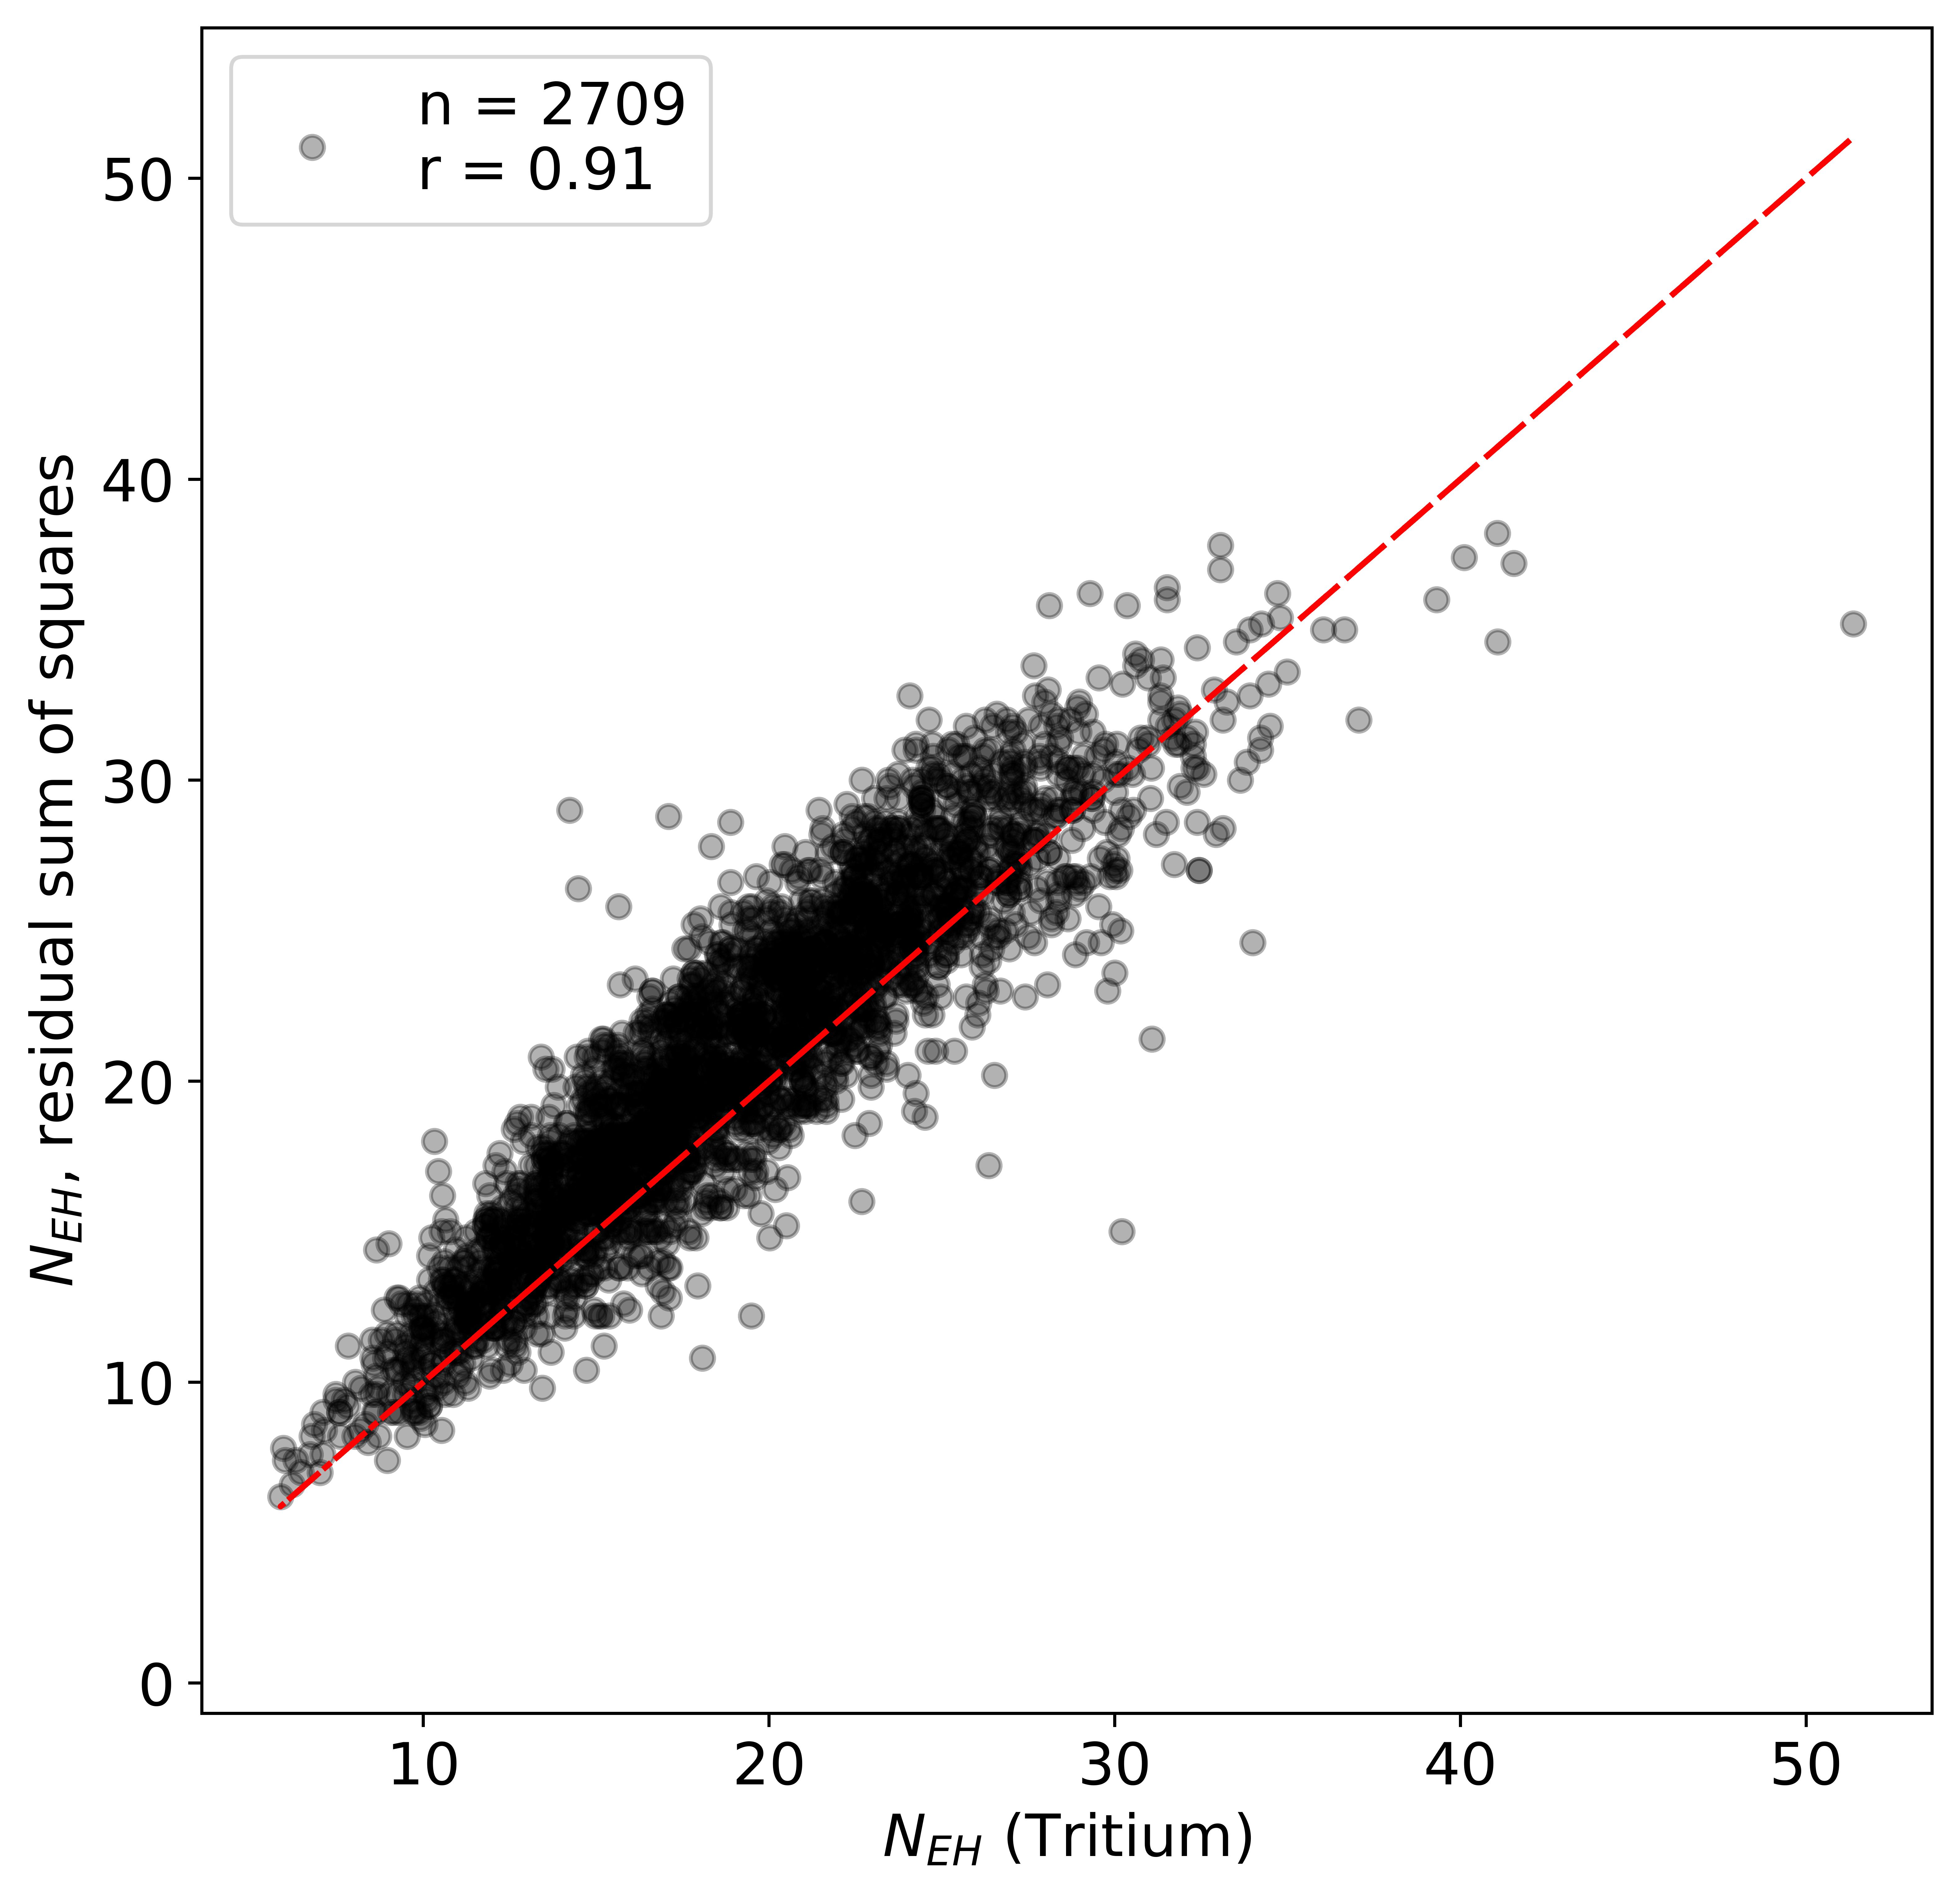 n = 2709
r = 0.91
50
40
30
20
10
0
N_EH, residual sum of squares
10 20 30 40 50
N_EH (Tritium)